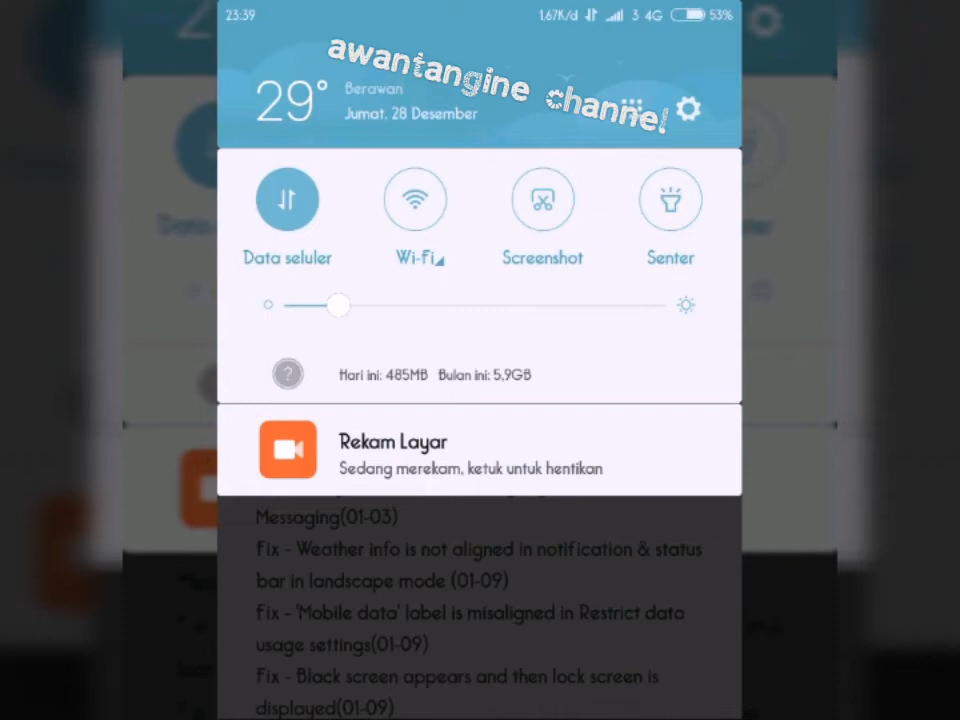 23:39
1.67K/d 3 4G 53%
awantangine channel
29° Berawan
Jumat, 28 Desember
Data seluler Wi-Fi Screenshot Senter
?
Hari ini: 485MB Bulan ini: 5,9GB
Rekam Layar
Sedang merekam, ketuk untuk hentikan
Messaging(01-03)
Fix - Weather info is not aligned in notification & status
bar in landscape mode (01-09)
Fix - 'Mobile data' label is misaligned in Restrict data
usage settings(01-09)
Fix - Black screen appears and then lock screen is
displayed(01-09)